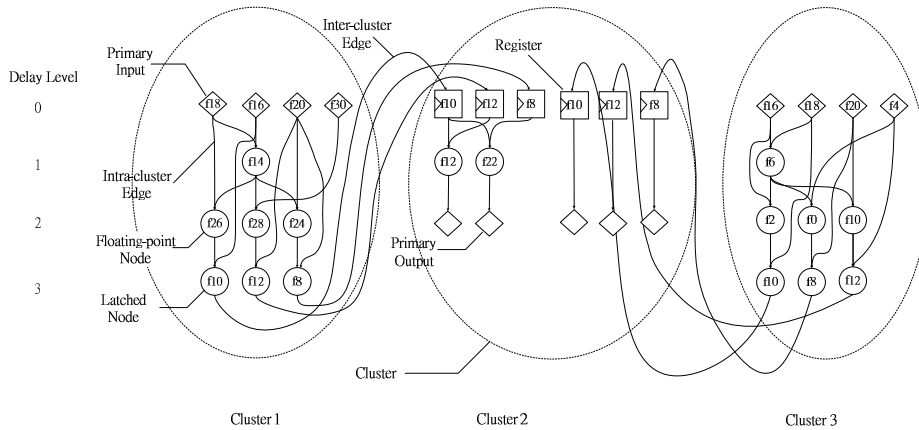 Inter-cluster
Edge
Register
Primary
Input
Delay Level
0
f18
f16
f20
f30
f10
f12
f8
f10
f12
f8
f16
f18
f20
f4
1
f14
f12
f22
f6
Intra-cluster
Edge
2
f26
f28
f24
f2
f0
f10
Floating-point
Node
Primary
Output
3
f10
f12
f8
f10
f8
f12
Latched
Node
Cluster
Cluster 1
Cluster 2
Cluster 3